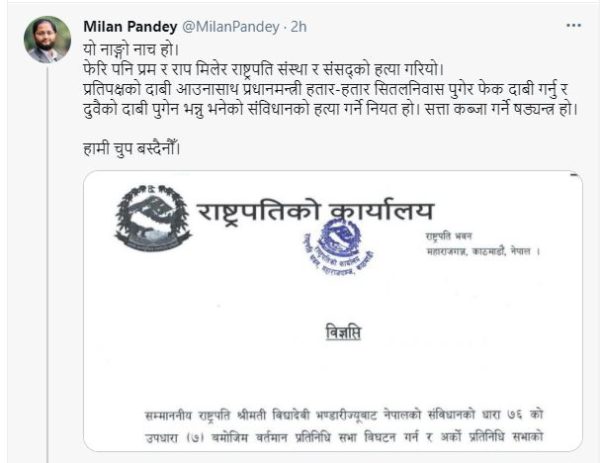 Milan Pandey @MilanPandey · 2h
यो नाङ्गो नाच हो।
फेरि पनि प्रम र राप मिलेर राष्ट्रपति संस्था र संसद्को हत्या गरियो।
प्रतिपक्षको दाबी आउनासाथ प्रधानमन्त्री हतार-हतार सितलनिवास पुगेर फेक दाबी गर्नु र
दुवैको दाबी पुगेन भन्नु भनेको संविधानको हत्या गर्ने नियत हो। सत्ता कब्जा गर्ने षड्यन्त्र हो।
हामी चुप बस्दैनौँ।
राष्ट्रपतिको कार्यालय
राष्ट्रपति भवन
महाराजगन्ज, काठमाडौं, नेपाल ।
विज्ञप्ति
सम्माननीय राष्ट्रपति श्रीमती विद्यादेवी भण्डारीज्यूबाट नेपालको संविधानको धारा ७६ को
उपधारा (७) बमोजिम वर्तमान प्रतिनिधि सभा विघटन गर्न र अर्को प्रतिनिधि सभाको